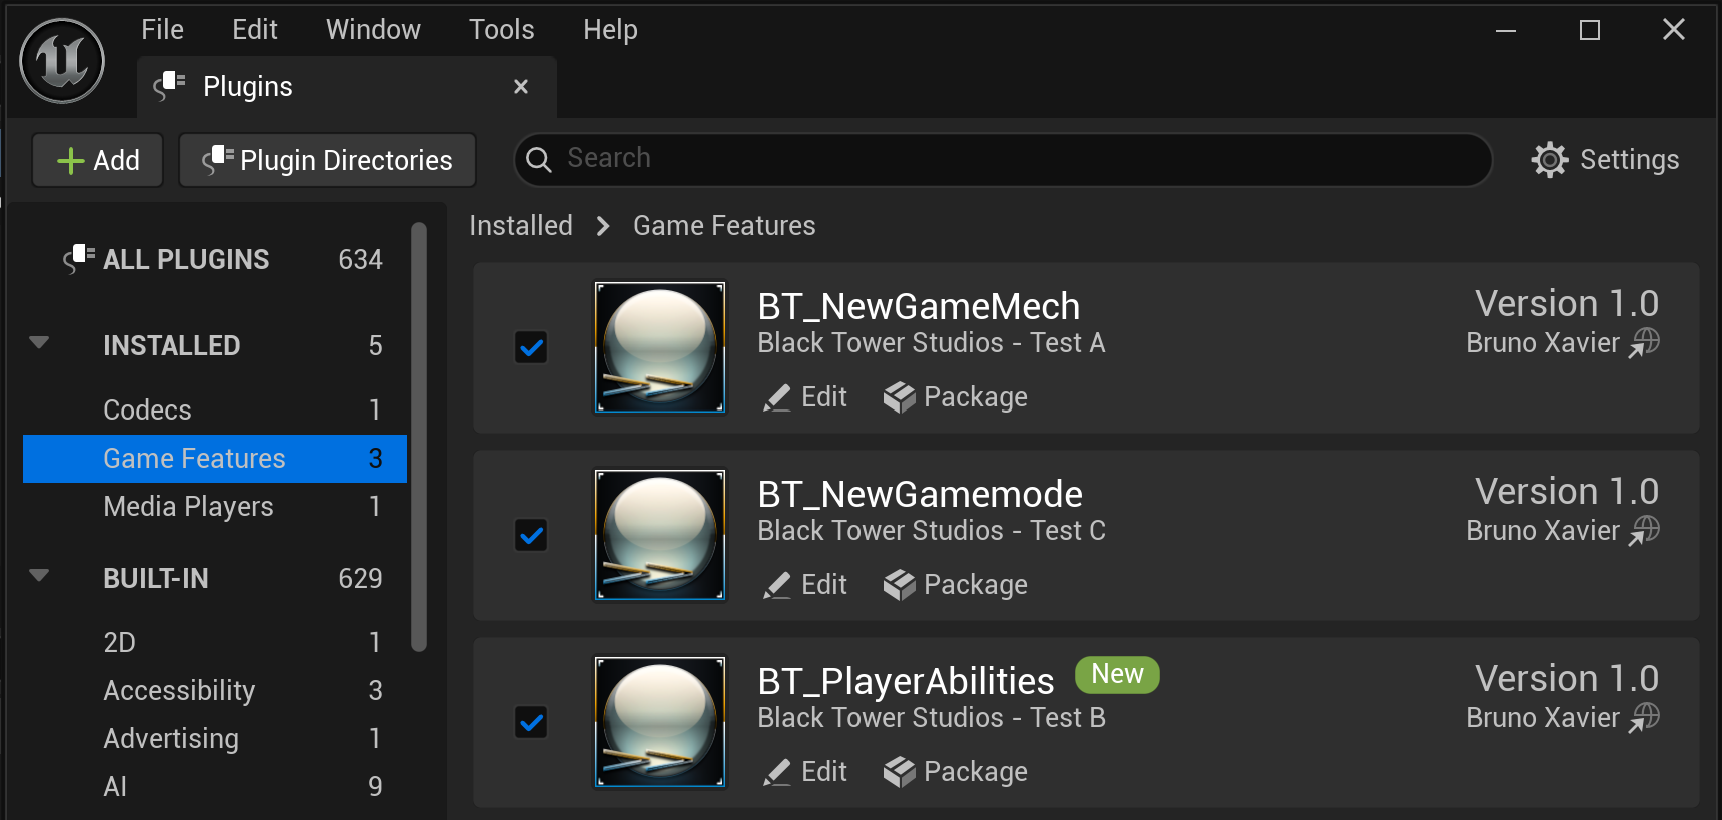 File Edit Window Tools Help
Plugins
Add Plugin Directories Search Settings
ALL PLUGINS 634
INSTALLED 5
Codecs 1
Game Features 3
Media Players 1
BUILT-IN 629
2D 1
Accessibility 3
Advertising 1
AI 9
Installed > Game Features
BT_NewGameMech Version 1.0
Black Tower Studios - Test A Bruno Xavier
Edit Package
BT_NewGamemode Version 1.0
Black Tower Studios - Test C Bruno Xavier
Edit Package
BT_PlayerAbilities New Version 1.0
Black Tower Studios - Test B Bruno Xavier
Edit Package